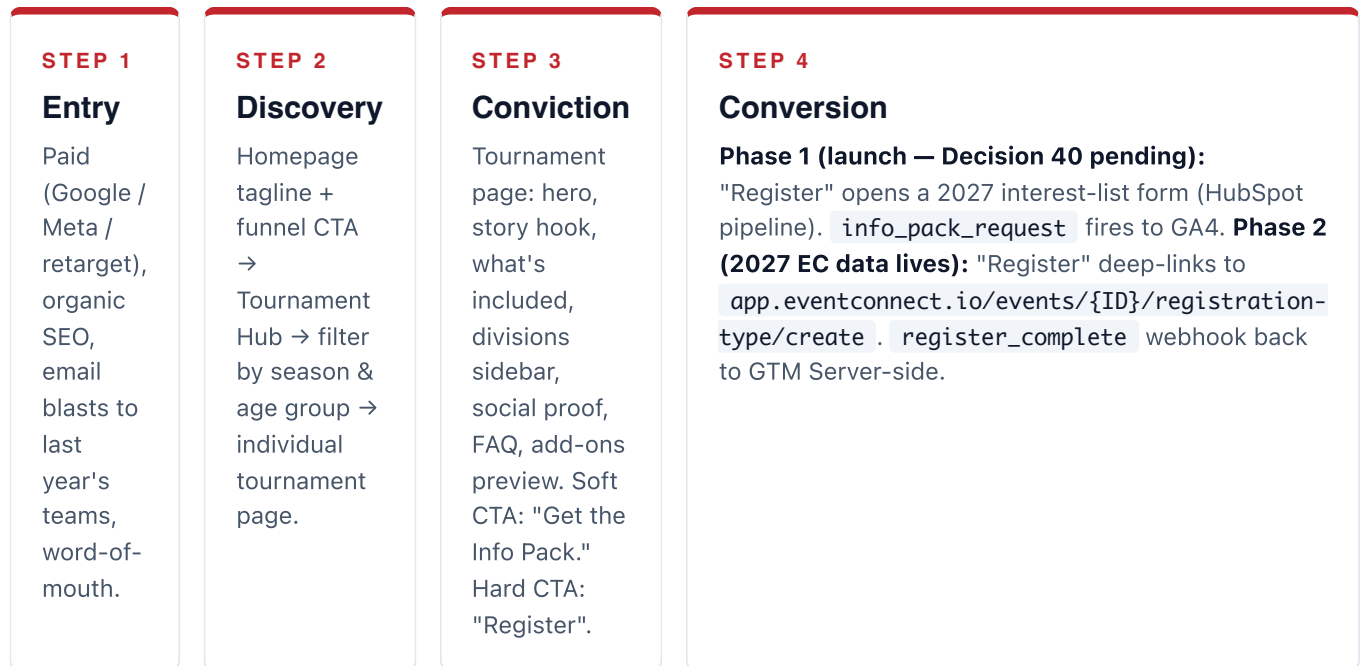 STEP 1
Entry
Paid
(Google /
Meta /
retarget),
organic
SEO,
email
blasts to
last
year's
teams,
word-of-
mouth.
STEP 2
Discovery
Homepage
tagline +
funnel CTA
→
Tournament
Hub → filter
by season &
age group →
individual
tournament
page.
STEP 3
Conviction
Tournament
page: hero,
story hook,
what's
included,
divisions
sidebar,
social proof,
FAQ, add-ons
preview. Soft
CTA: "Get the
Info Pack."
Hard CTA:
"Register".
STEP 4
Conversion
Phase 1 (launch — Decision 40 pending):
"Register" opens a 2027 interest-list form (HubSpot
pipeline). info_pack_request fires to GA4. Phase 2
(2027 EC data lives): "Register" deep-links to
app.eventconnect.io/events/{ID}/registration-
type/create . register_complete webhook back
to GTM Server-side.